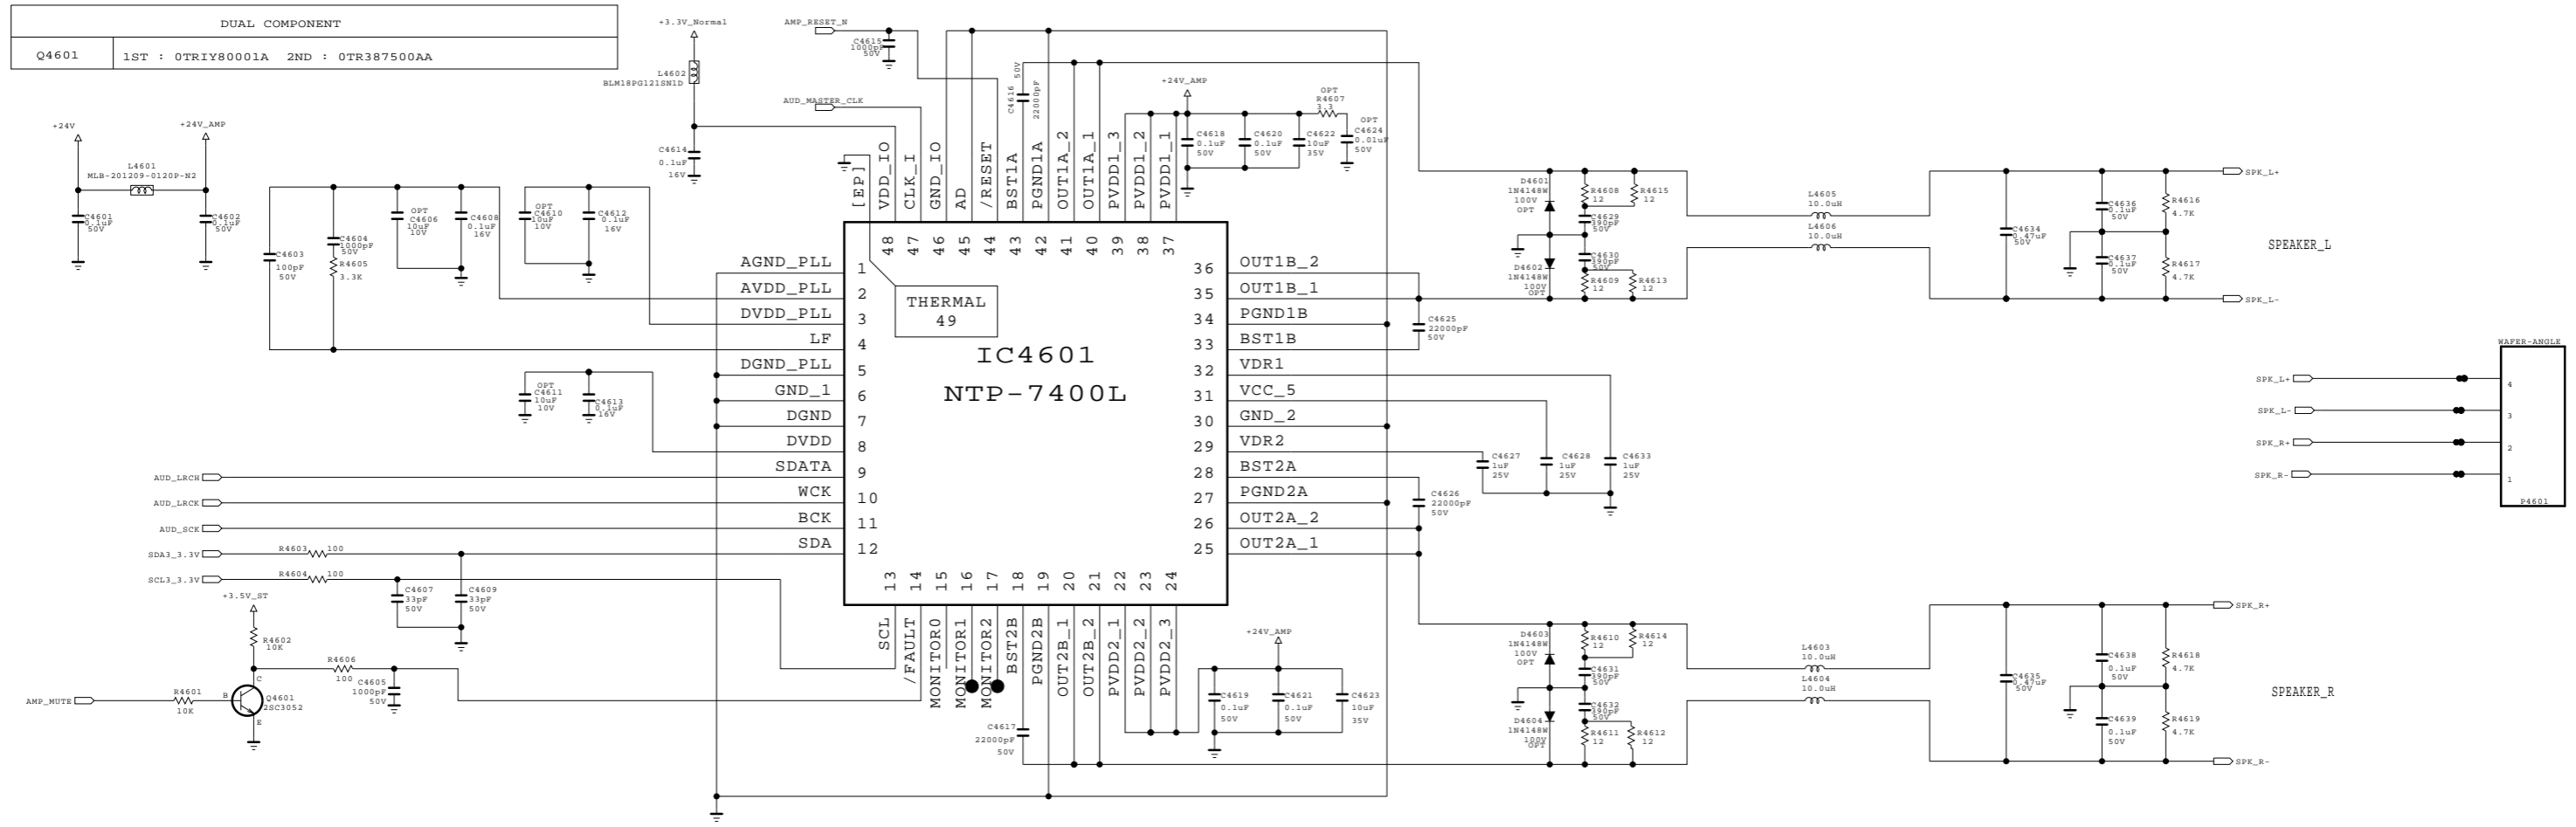 DUAL COMPONENT
Q4601 1ST : 0TRIY80001A 2ND : 0TR387500AA
+24V
+24V_AMP
L4601
MLB-201209-0120P-N2
C4601
0.1uF
50V
C4602
0.1uF
50V
+3.3V_Normal
L4602
BLM18PG121SN1D
C4614
0.1uF
16V
AMP_RESET_N
C4615
1000pF
50V
AUD_MASTER_CLK
C4603
100pF
50V
C4604
1000pF
50V
R4605
3.3K
OPT
C4606
10uF
10V
C4608
0.1uF
16V
OPT
C4610
10uF
10V
C4612
0.1uF
16V
OPT
C4611
10uF
10V
C4613
0.1uF
16V
C4616
50V
22000pF
+24V_AMP
C4618
0.1uF
50V
C4620
0.1uF
50V
C4622
10uF
35V
OPT
R4607
3.3
OPT
C4624
0.01uF
50V
[EP]
VDD_IO
CLK_I
GND_IO
AD
/RESET
BST1A
PGND1A
OUT1A_2
OUT1A_1
PVDD1_3
PVDD1_2
PVDD1_1
48
47
46
45
44
43
42
41
40
39
38
37
THERMAL
49
IC4601
NTP-7400L
AGND_PLL 1
AVDD_PLL 2
DVDD_PLL 3
LF 4
DGND_PLL 5
GND_1 6
DGND 7
DVDD 8
SDATA 9
WCK 10
BCK 11
SDA 12
36 OUT1B_2
35 OUT1B_1
34 PGND1B
33 BST1B
32 VDR1
31 VCC_5
30 GND_2
29 VDR2
28 BST2A
27 PGND2A
26 OUT2A_2
25 OUT2A_1
13
14
15
16
17
18
19
20
21
22
23
24
SCL
/FAULT
MONITOR0
MONITOR1
MONITOR2
BST2B
PGND2B
OUT2B_1
OUT2B_2
PVDD2_1
PVDD2_2
PVDD2_3
AUD_LRCH
AUD_LRCK
AUD_SCK
SDA3_3.3V
R4603 100
SCL3_3.3V
R4604 100
C4607
33pF
50V
C4609
33pF
50V
+3.5V_ST
R4602
10K
R4606
100
C4605
1000pF
50V
AMP_MUTE
R4601
10K
B
C
E
Q4601
2SC3052
C4617
22000pF
50V
+24V_AMP
C4619
0.1uF
50V
C4621
0.1uF
50V
C4623
10uF
35V
C4625
22000pF
50V
C4626
22000pF
50V
C4627
1uF
25V
C4628
1uF
25V
C4633
1uF
25V
D4601
1N4148W
100V
OPT
R4608
12
R4615
12
C4629
390pF
50V
C4630
390pF
50V
D4602
1N4148W
100V
OPT
R4609
12
R4613
12
L4605
10.0uH
L4606
10.0uH
C4634
0.47uF
50V
C4636
0.1uF
50V
C4637
0.1uF
50V
R4616
4.7K
R4617
4.7K
SPK_L+
SPEAKER_L
SPK_L-
WAFER-ANGLE
SPK_L+ 4
SPK_L- 3
SPK_R+ 2
SPK_R- 1
P4601
D4603
1N4148W
100V
OPT
R4610
12
R4614
12
C4631
390pF
50V
C4632
390pF
50V
D4604
1N4148W
100V
OPT
R4611
12
R4612
12
L4603
10.0uH
L4604
10.0uH
C4635
0.47uF
50V
C4638
0.1uF
50V
C4639
0.1uF
50V
R4618
4.7K
R4619
4.7K
SPK_R+
SPEAKER_R
SPK_R-